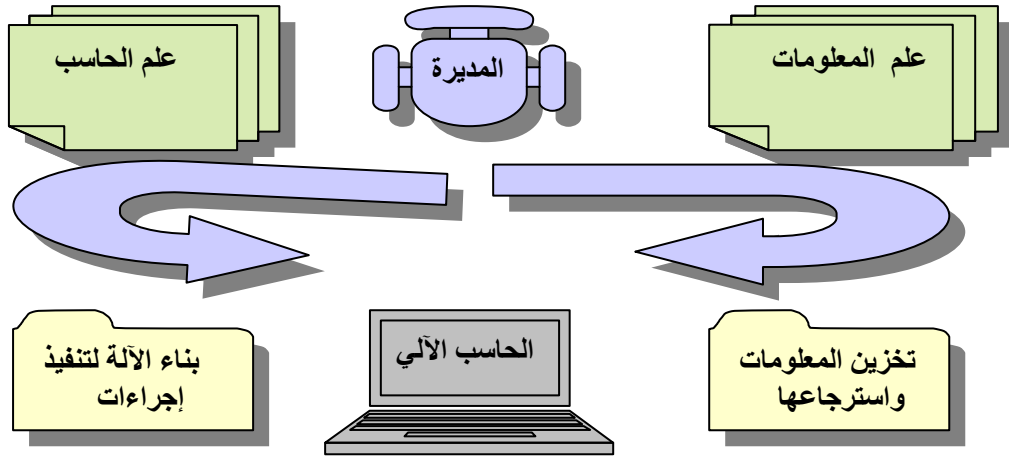 علم المعلومات
المديرة
علم الحاسب
تخزين المعلومات
واسترجاعها
الحاسب الآلي
بناء الآلة لتنفيذ
إجراءات